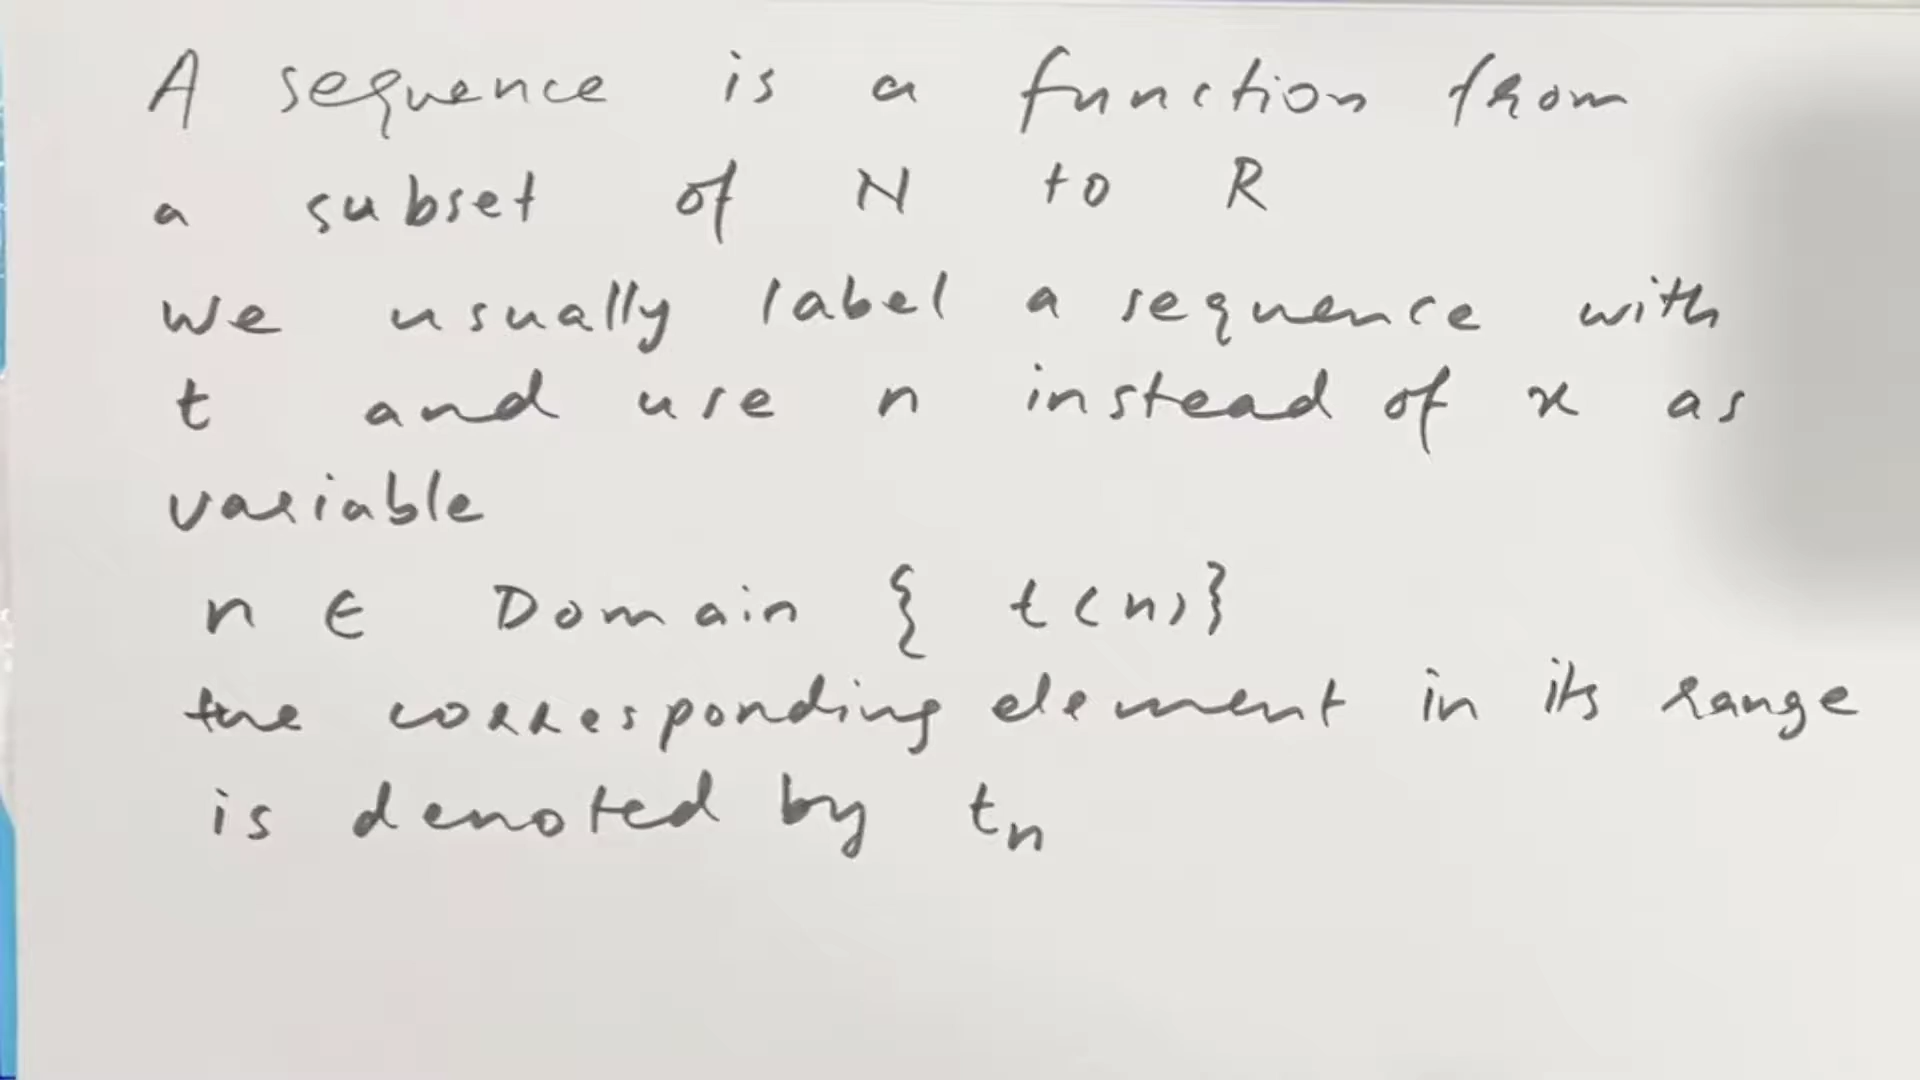 A sequence is a function from
a subset of N to R
We usually label a sequence with
t and use n instead of x as
variable
n ∈ Domain { t(n)}
the corresponding element in its range
is denoted by tₙ